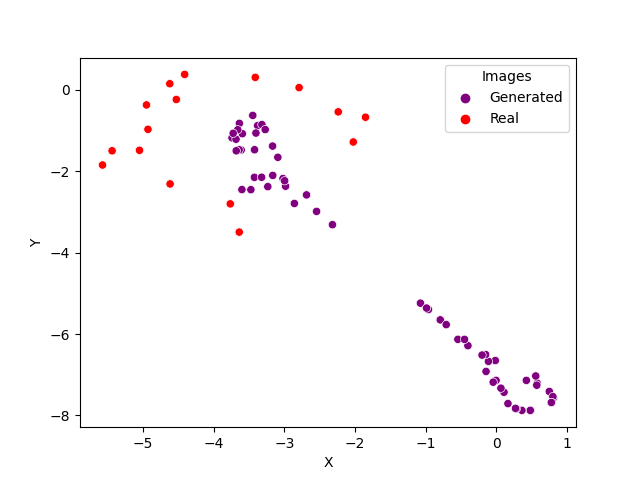 Images
Generated
Real
0
−2
−4
−6
−8
Y
−5 −4 −3 −2 −1 0 1
X